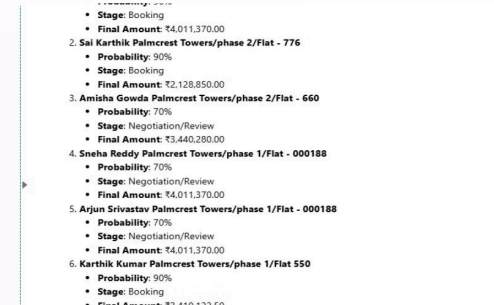 • Stage: Booking
• Final Amount: ₹4,011,370.00
2. Sai Karthik Palmcrest Towers/phase 2/Flat - 776
• Probability: 90%
• Stage: Booking
• Final Amount: ₹2,128,850.00
3. Amisha Gowda Palmcrest Towers/phase 2/Flat - 660
• Probability: 70%
• Stage: Negotiation/Review
• Final Amount: ₹3,440,280.00
4. Sneha Reddy Palmcrest Towers/phase 1/Flat - 000188
• Probability: 70%
• Stage: Negotiation/Review
• Final Amount: ₹4,011,370.00
5. Arjun Srivastav Palmcrest Towers/phase 1/Flat - 000188
• Probability: 70%
• Stage: Negotiation/Review
• Final Amount: ₹4,011,370.00
6. Karthik Kumar Palmcrest Towers/phase 1/Flat 550
• Probability: 90%
• Stage: Booking